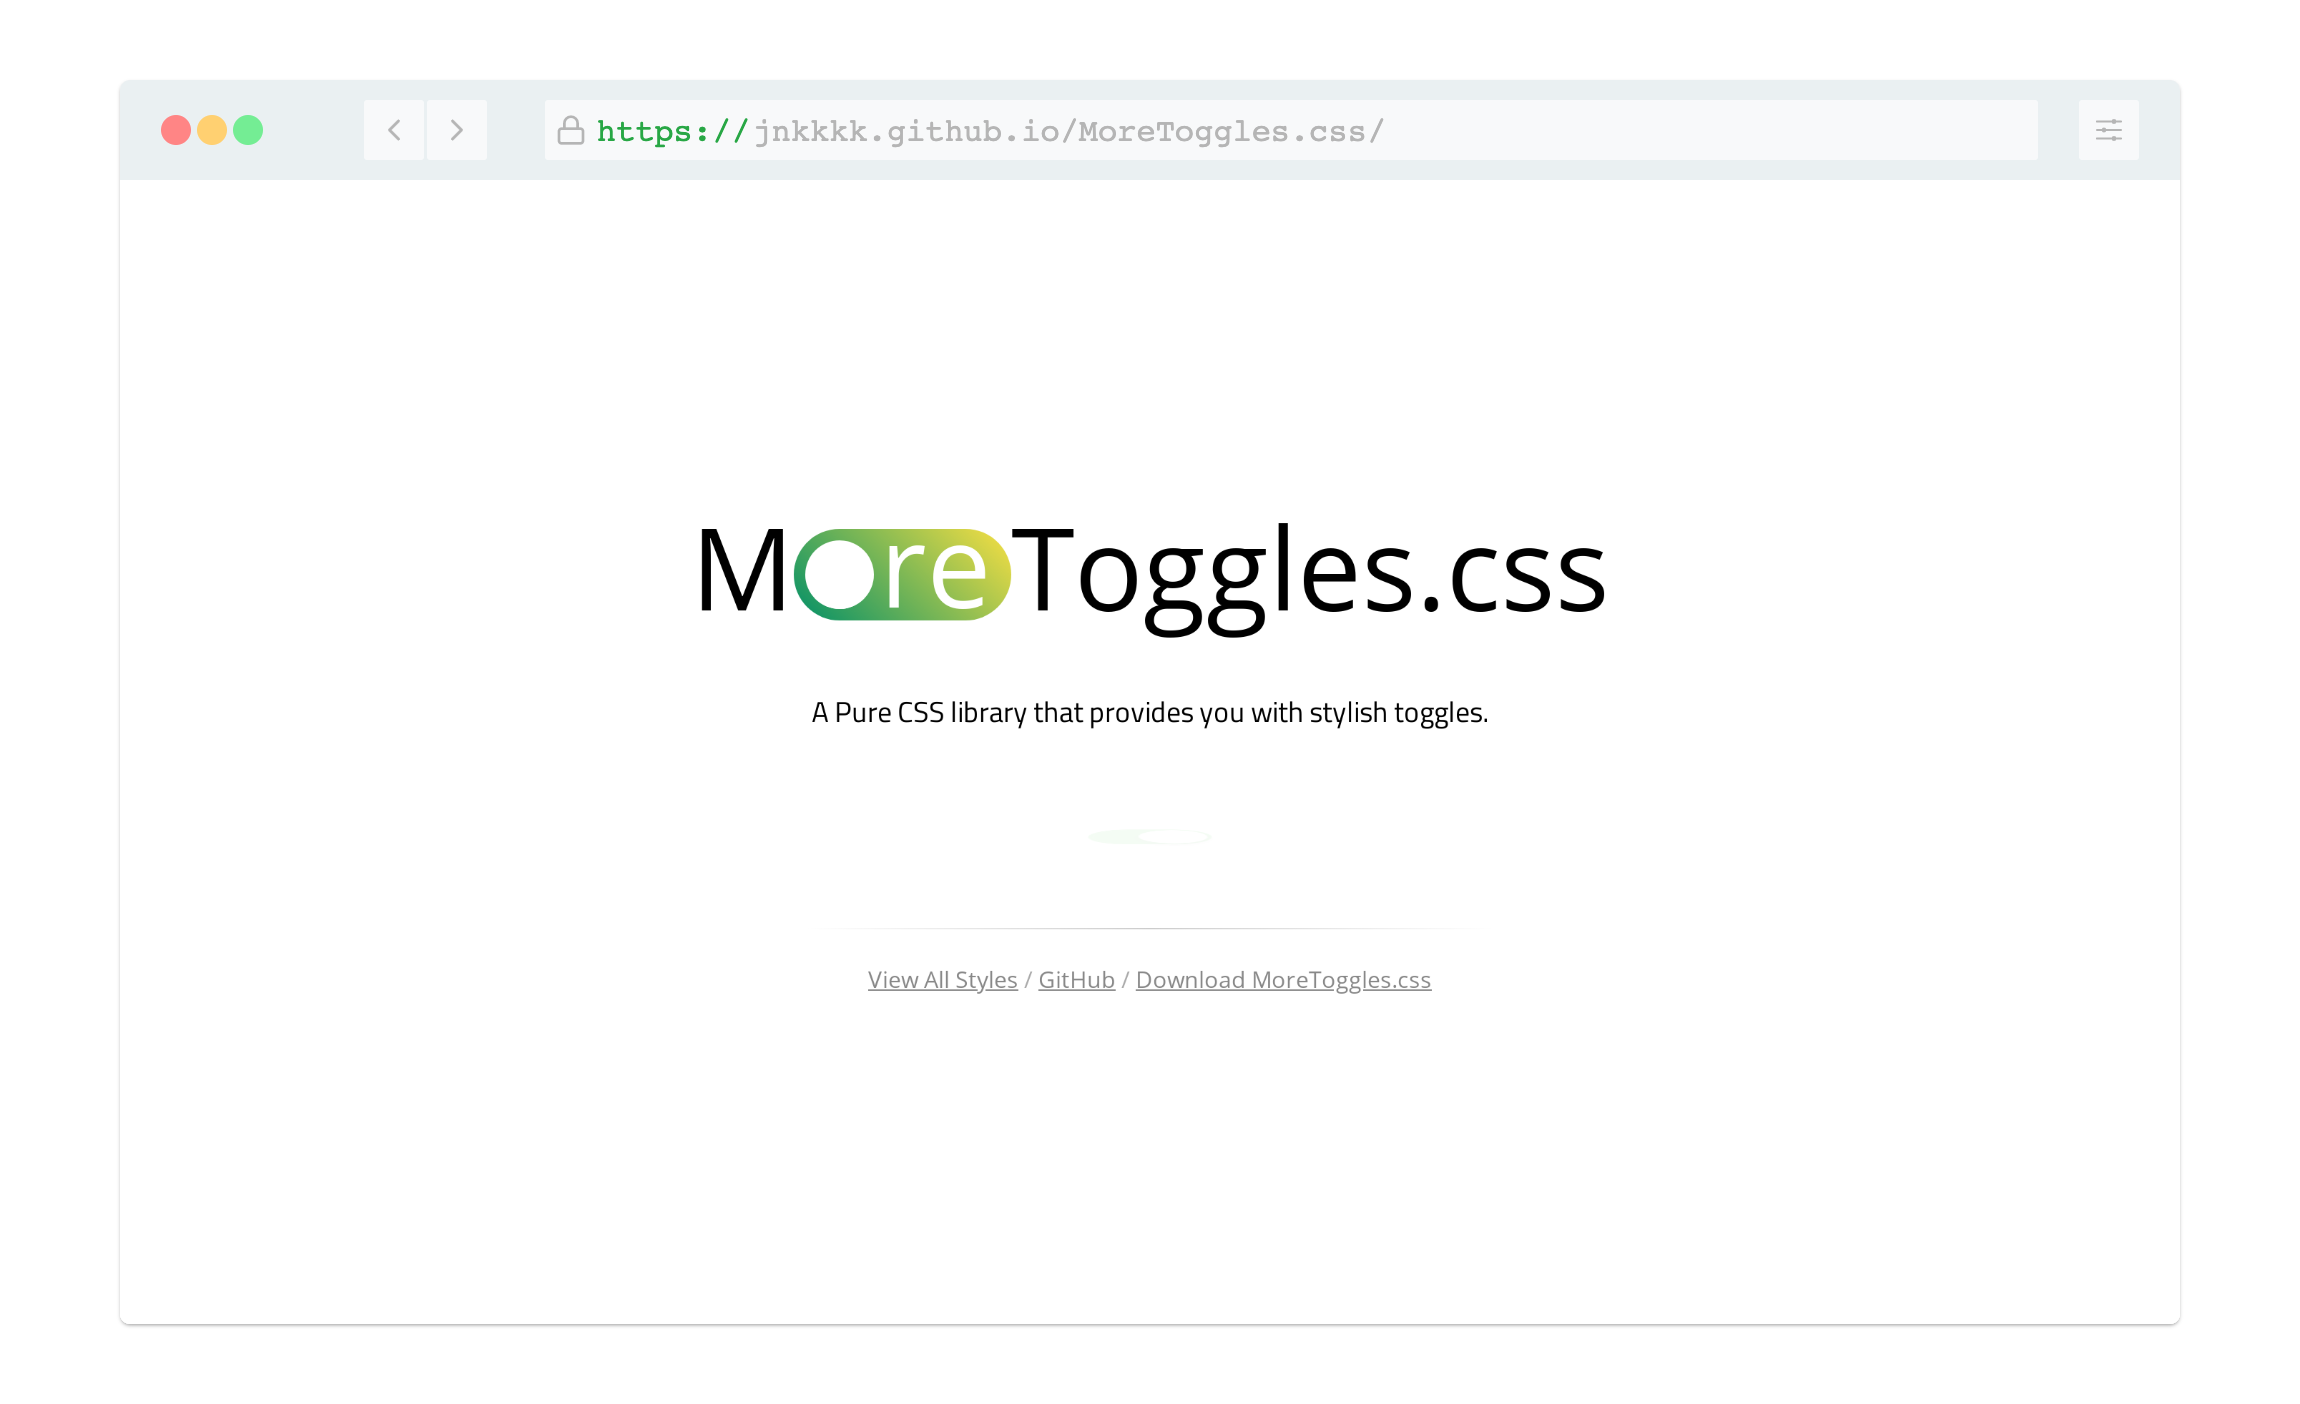 https://jnkkkk.github.io/MoreToggles.css/
MoreToggles.css
A Pure CSS library that provides you with stylish toggles.
View All Styles / GitHub / Download MoreToggles.css